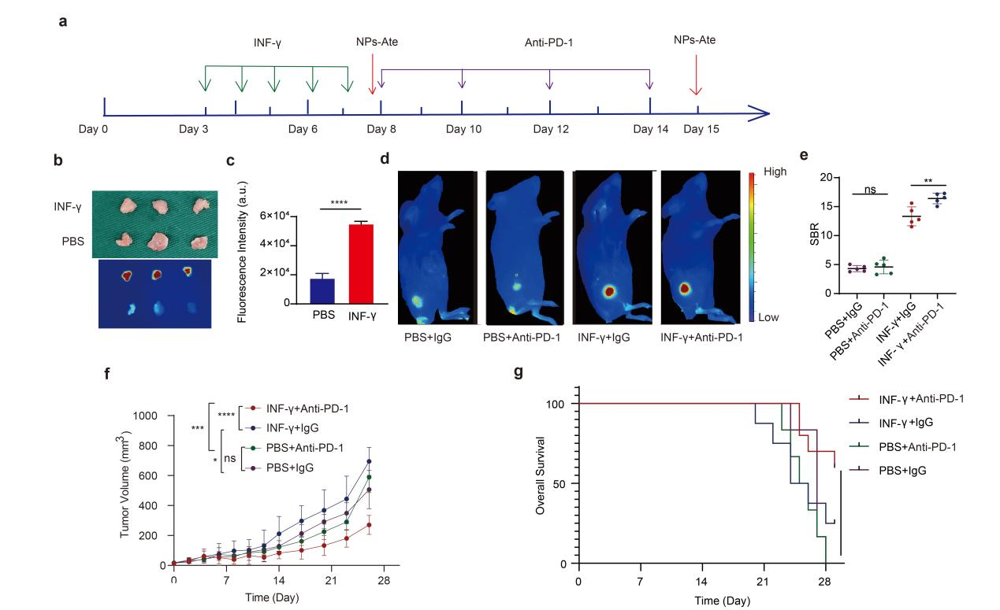 a
INF-γ
NPs-Ate
Anti-PD-1
NPs-Ate
Day 0
Day 3
Day 6
Day 8
Day 10
Day 12
Day 14
Day 15
b
INF-γ
PBS
c
Fluorescence Intensity (a.u.)
6×10⁴
4×10⁴
2×10⁴
0
****
PBS
INF-γ
d
PBS+IgG
PBS+Anti-PD-1
INF-γ+IgG
INF-γ+Anti-PD-1
High
Low
e
SBR
20
15
10
5
0
ns
**
PBS+IgG
PBS+Anti-PD-1
INF-γ+IgG
INF- γ +Anti-PD-1
f
Tumor Volume (mm³)
1000
800
600
400
200
0
0
7
14
21
28
Time (Day)
***
****
*
ns
INF-γ+Anti-PD-1
INF-γ+IgG
PBS+Anti-PD-1
PBS+IgG
g
Overall Survival
100
50
0
0
7
14
21
28
Time (Day)
INF-γ+Anti-PD-1
INF-γ+IgG
PBS+Anti-PD-1
PBS+IgG